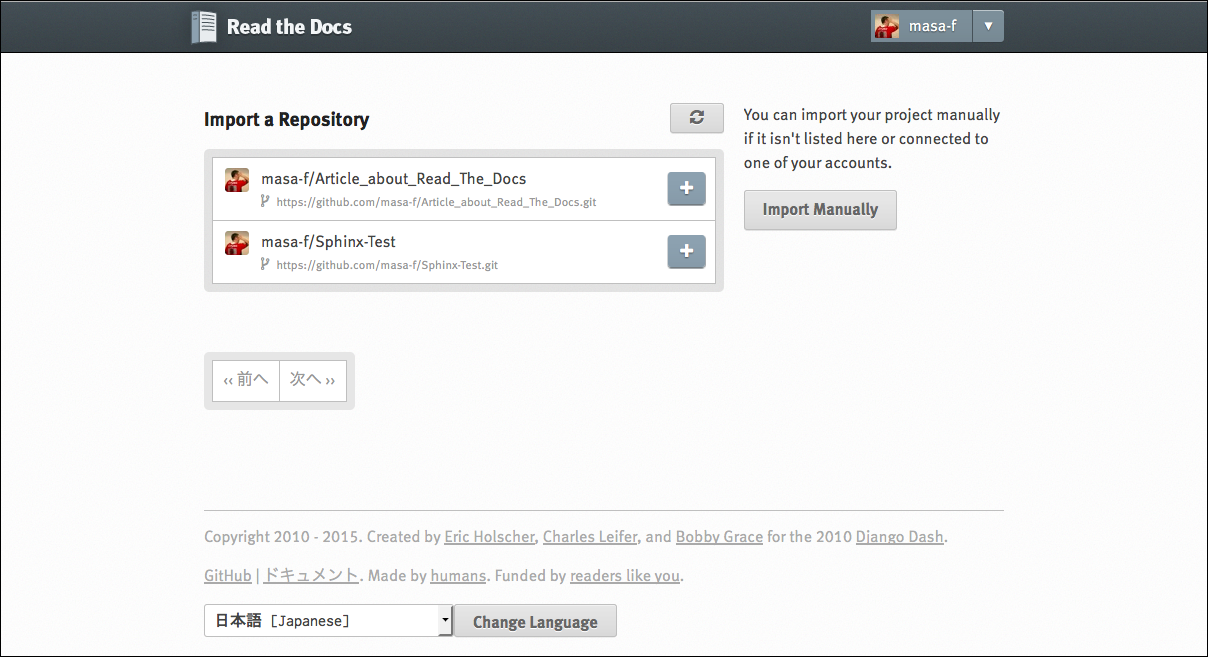 Read the Docs
masa-f
Import a Repository
You can import your project manually
if it isn't listed here or connected to
one of your accounts.
Import Manually
masa-f/Article_about_Read_The_Docs
https://github.com/masa-f/Article_about_Read_The_Docs.git
masa-f/Sphinx-Test
https://github.com/masa-f/Sphinx-Test.git
‹‹ 前へ
次へ ››
Copyright 2010 - 2015. Created by Eric Holscher, Charles Leifer, and Bobby Grace for the 2010 Django Dash.
GitHub | ドキュメント. Made by humans. Funded by readers like you.
日本語 [Japanese]
Change Language